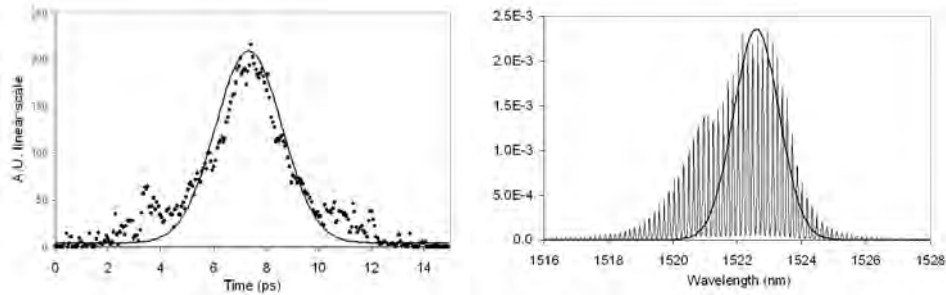 250
200
150
100
50
0
A.U. linear-scale
0 2 4 6 8 10 12 14
Time (ps)
2.5E-3
2.0E-3
1.5E-3
1.0E-3
5.0E-4
0.0
1516 1518 1520 1522 1524 1526 1528
Wavelength (nm)